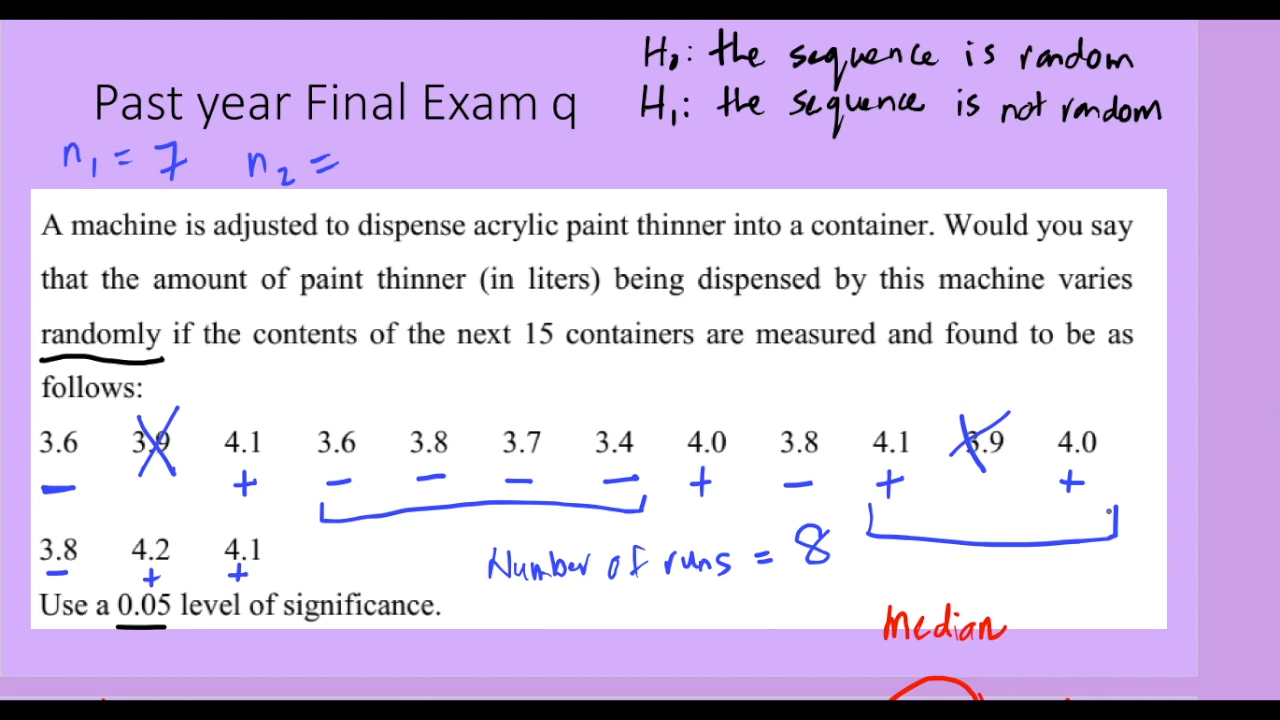 H₀: the sequence is random
Past year Final Exam q
H₁: the sequence is not random
n₁ = 7 n₂ =
A machine is adjusted to dispense acrylic paint thinner into a container. Would you say
that the amount of paint thinner (in liters) being dispensed by this machine varies
randomly if the contents of the next 15 containers are measured and found to be as
follows:
3.6 3.9 4.1 3.6 3.8 3.7 3.4 4.0 3.8 4.1 3.9 4.0
− + − − − − + − + +
3.8 4.2 4.1
− + +
Number of runs = 8
Use a 0.05 level of significance.
Median